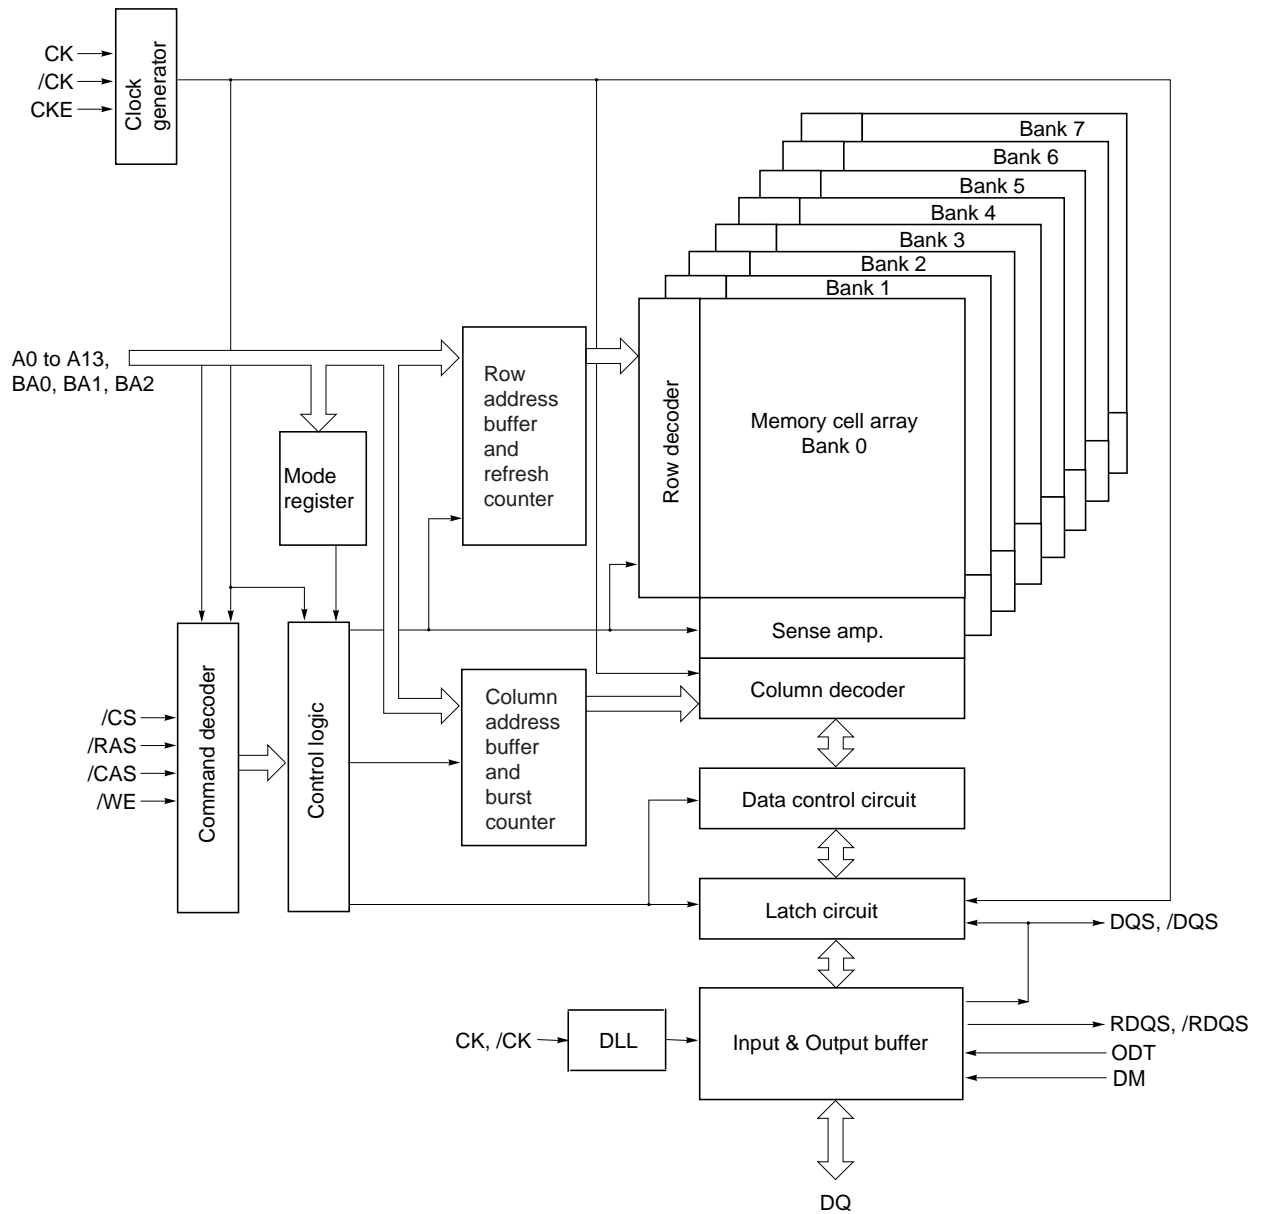 CK
/CK
CKE
Clock
generator
Bank 7
Bank 6
Bank 5
Bank 4
Bank 3
Bank 2
Bank 1
A0 to A13,
BA0, BA1, BA2
Row
address
buffer
and
refresh
counter
Row decoder
Memory cell array
Bank 0
Mode
register
Sense amp.
Column decoder
/CS
/RAS
/CAS
/WE
Command decoder
Control logic
Column
address
buffer
and
burst
counter
Data control circuit
Latch circuit
DQS, /DQS
CK, /CK
DLL
Input & Output buffer
RDQS, /RDQS
ODT
DM
DQ